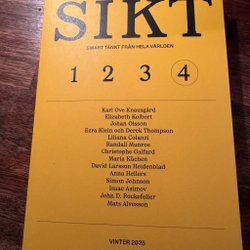 SIKT
SMART TÄNKT FRÅN HELA VÄRLDEN
1 2 3 4
Karl Ove Knausgård
Elizabeth Kolbert
Johan Olsson
Ezra Klein och Derek Thompson
Liliana Colanzi
Randall Munroe
Christophe Galfard
Maria Küchen
David Larsson Heidenblad
Anna Hellers
Simon Johnson
Isaac Asimov
John D. Rockefeller
Mats Alvesson
VINTER 2025